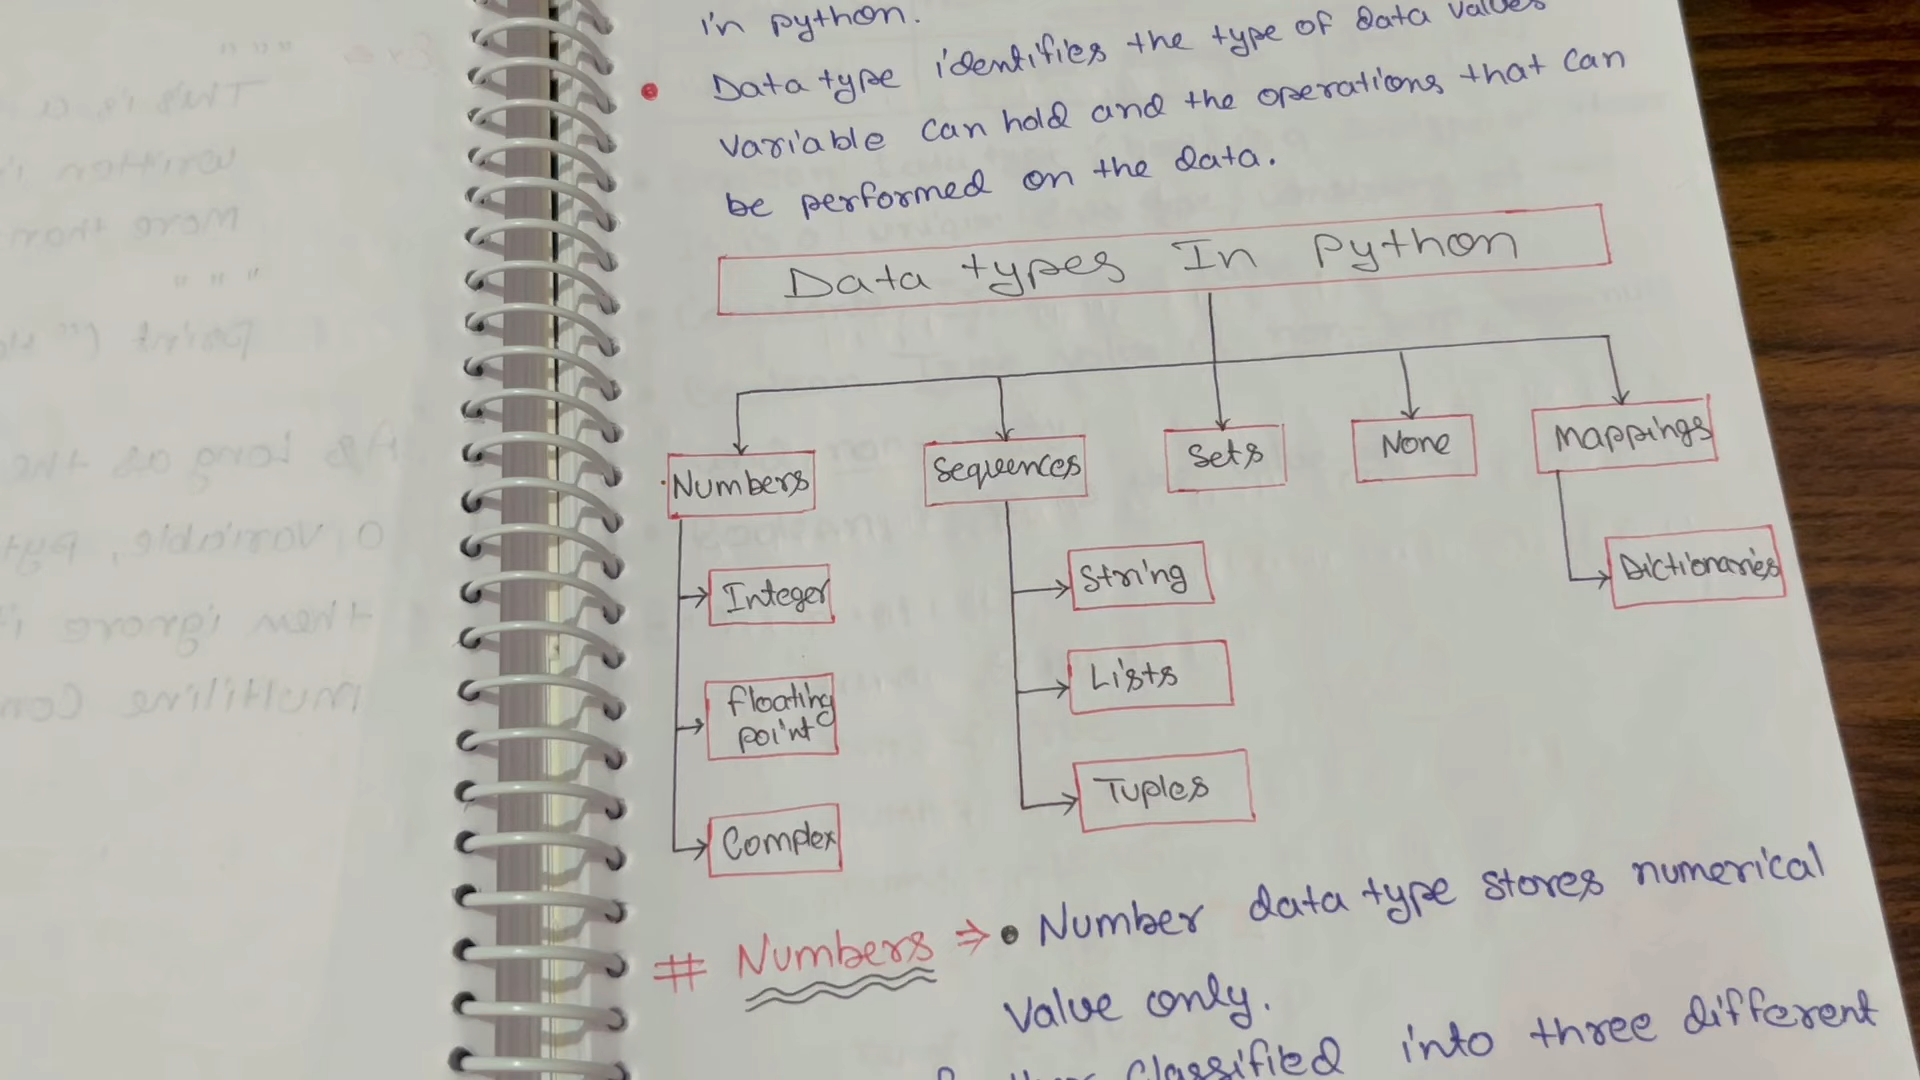 in python.
• Data type identifies the type of data values
variable can hold and the operations that can
be performed on the data.
Data types In Python
Numbers
Sequences
Sets
None
Mappings
Integer
String
Dictionaries
floating
point
Lists
Complex
Tuples
# Numbers ⇒ • Number data type stores numerical
value only.
classified into three different